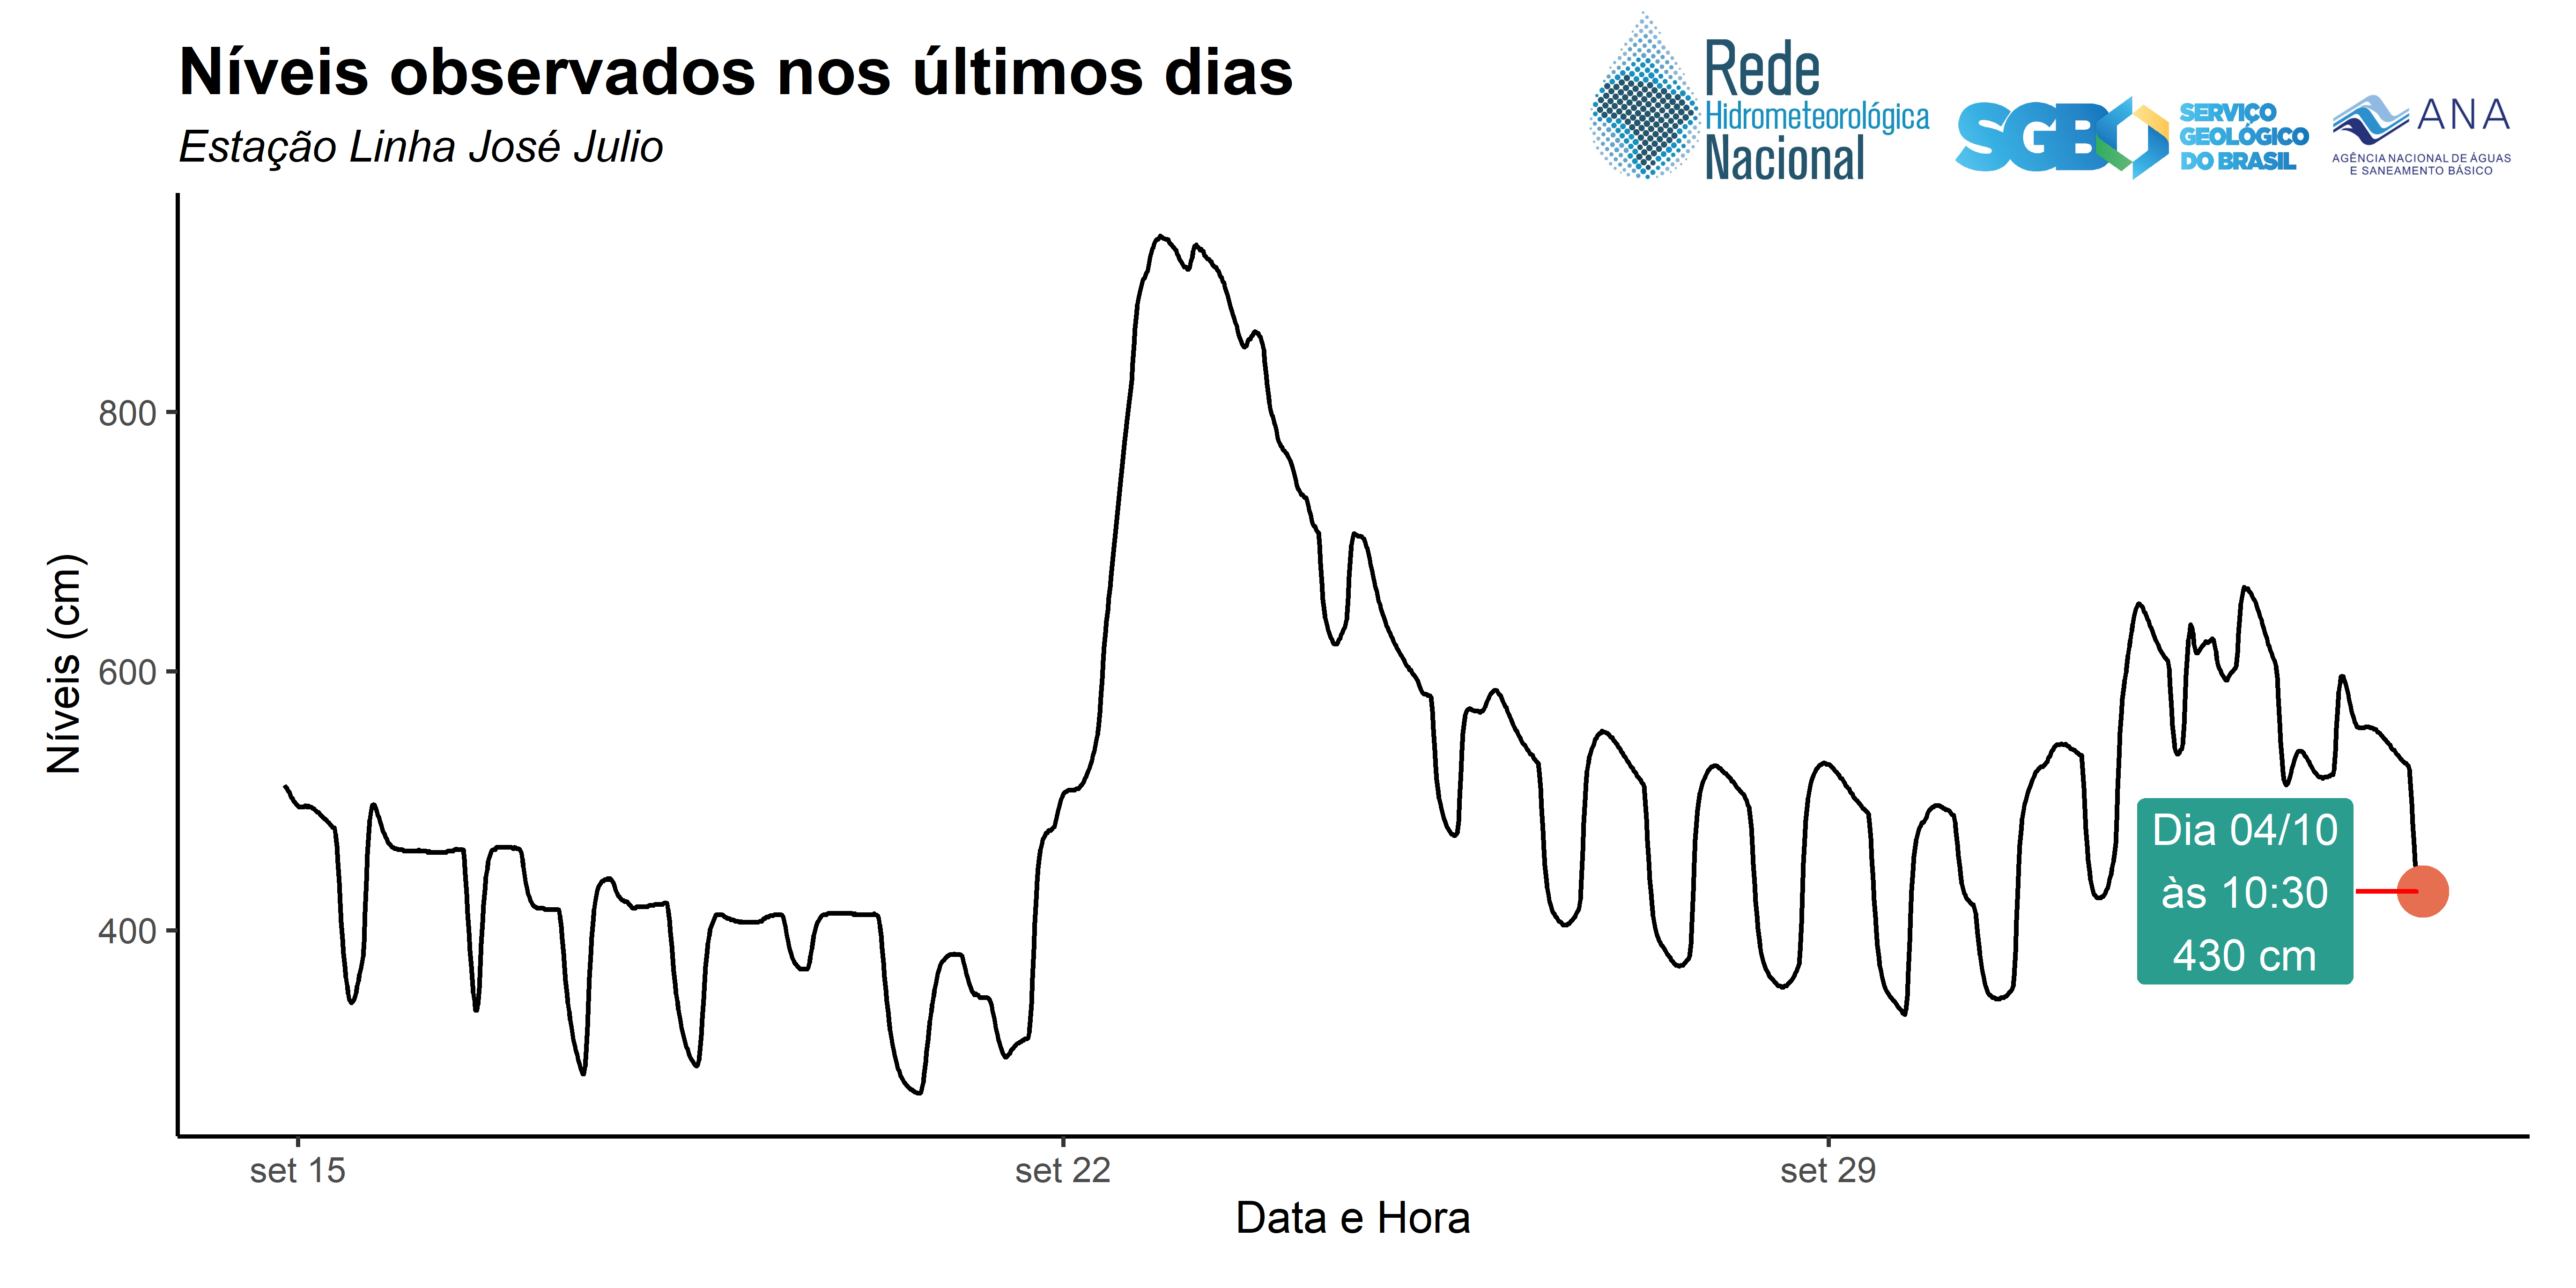 Níveis observados nos últimos dias
Estação Linha José Julio
Rede
Hidrometeorológica
Nacional
SGB
SERVIÇO
GEOLÓGICO
DO BRASIL
ANA
AGÊNCIA NACIONAL DE ÁGUAS
E SANEAMENTO BÁSICO
Níveis (cm)
800
600
400
Dia 04/10
às 10:30
430 cm
set 15
set 22
set 29
Data e Hora